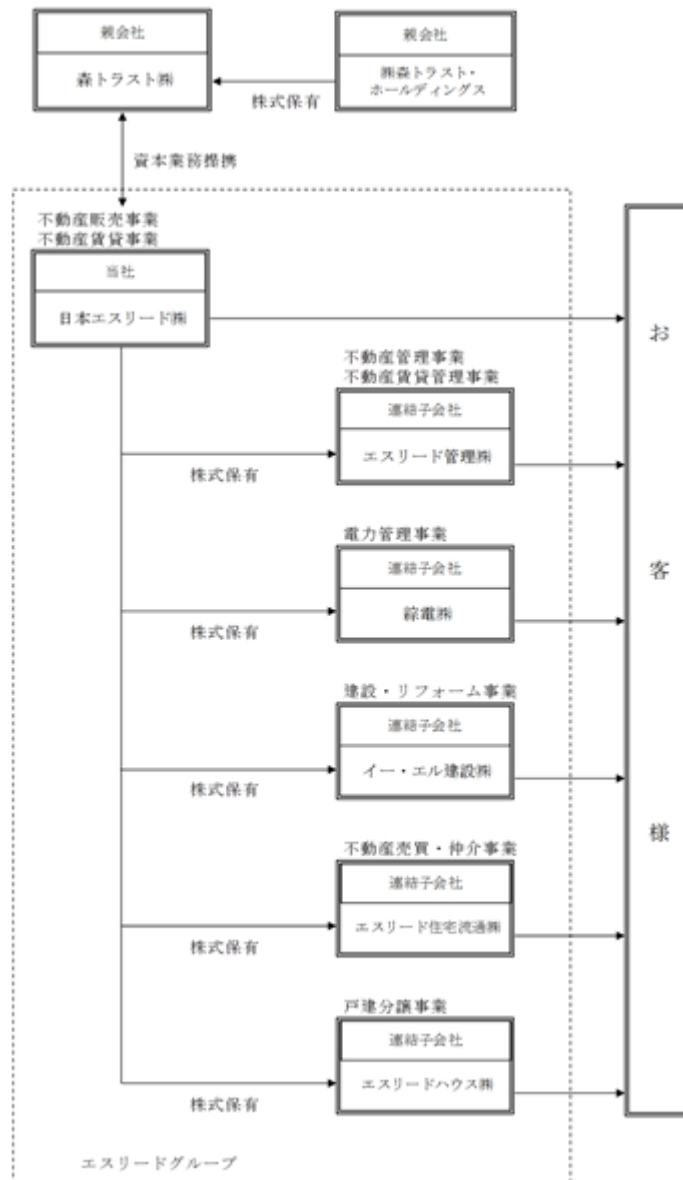 親会社
森トラスト㈱
親会社
㈱森トラスト・
ホールディングス
株式保有
資本業務提携
不動産販売事業
不動産賃貸事業
当社
日本エスリード㈱
お
客
様
不動産管理事業
不動産賃貸管理事業
連結子会社
エスリード管理㈱
株式保有
電力管理事業
連結子会社
綜電㈱
株式保有
建設・リフォーム事業
連結子会社
イー・エル建設㈱
株式保有
不動産売買・仲介事業
連結子会社
エスリード住宅流通㈱
株式保有
戸建分譲事業
連結子会社
エスリードハウス㈱
株式保有
エスリードグループ